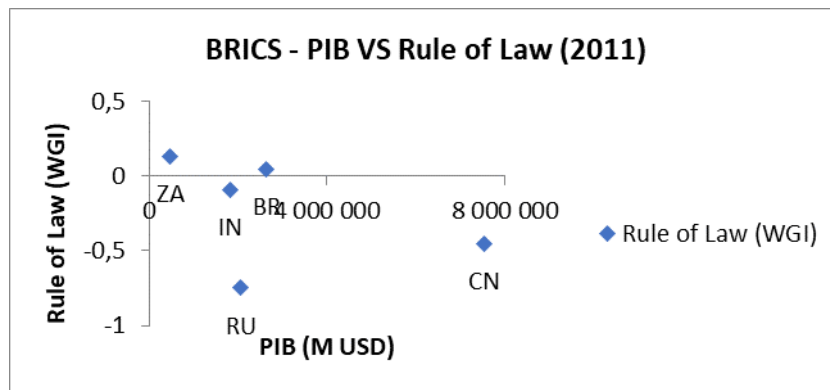 BRICS - PIB VS Rule of Law (2011)
Rule of Law (WGI)
0,5
0
-0,5
-1
0
4 000 000
8 000 000
ZA
IN
BR
RU
CN
PIB (M USD)
Rule of Law (WGI)